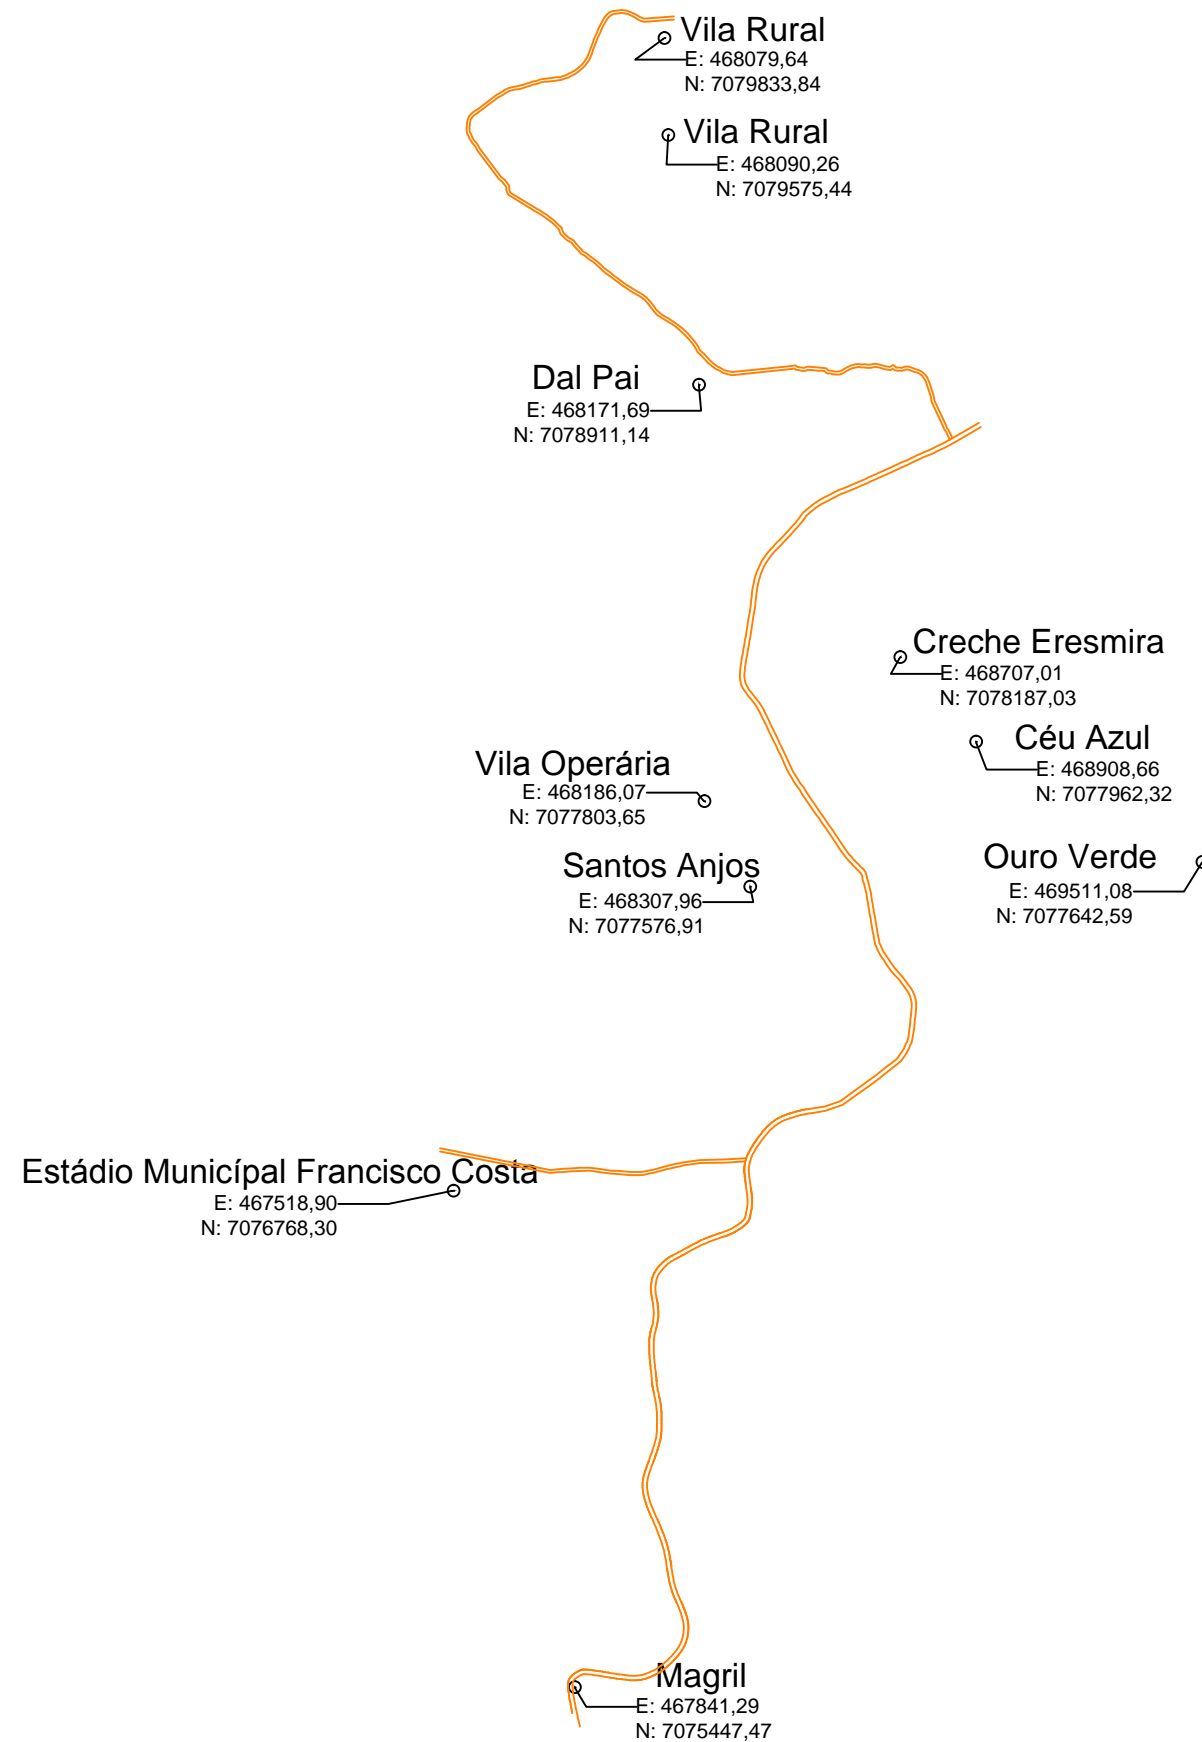 Vila Rural
E: 468079,64
N: 7079833,84
Vila Rural
E: 468090,26
N: 7079575,44
Dal Pai
E: 468171,69
N: 7078911,14
Creche Eresmira
E: 468707,01
N: 7078187,03
Céu Azul
E: 468908,66
N: 7077962,32
Vila Operária
E: 468186,07
N: 7077803,65
Santos Anjos
E: 468307,96
N: 7077576,91
Ouro Verde
E: 469511,08
N: 7077642,59
Estádio Municípal Francisco Costa
E: 467518,90
N: 7076768,30
Magril
E: 467841,29
N: 7075447,47